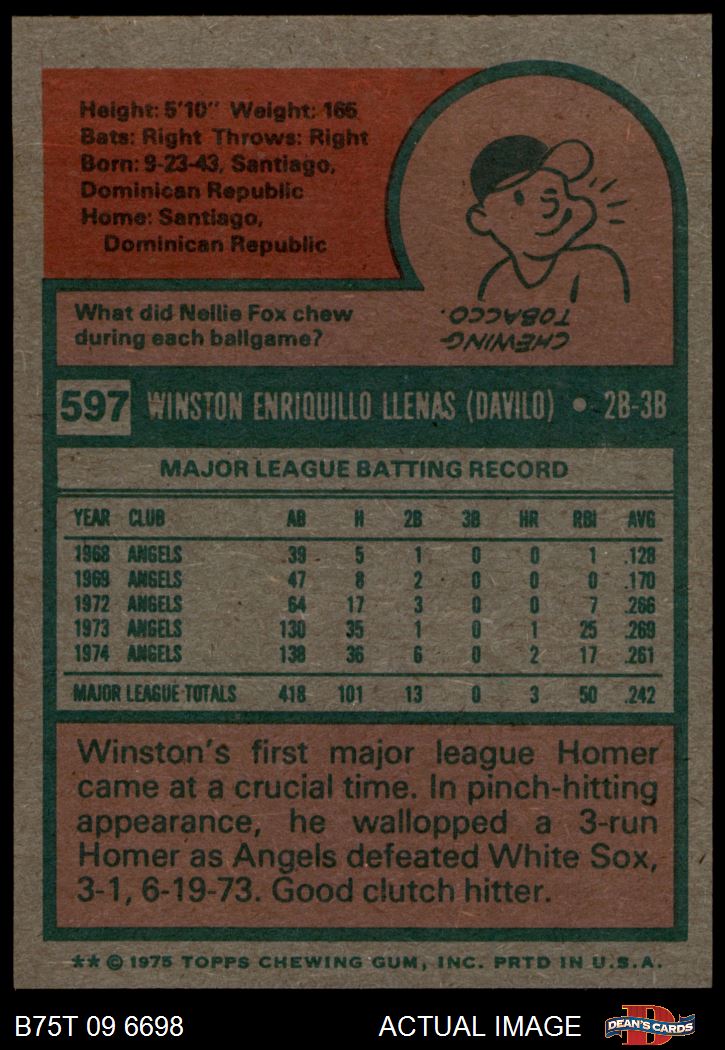 Height: 5'10" Weight: 165
Bats: Right Throws: Right
Born: 9-23-43, Santiago,
Dominican Republic
Home: Santiago,
Dominican Republic
What did Nellie Fox chew
during each ballgame?
CHEWING
TOBACCO.
597 WINSTON ENRIQUILLO LLENAS (DAVILO) • 2B-3B
MAJOR LEAGUE BATTING RECORD
YEAR CLUB AB H 2B 3B HR RBI AVG
1968 ANGELS 39 5 1 0 0 1 .128
1969 ANGELS 47 8 2 0 0 0 .170
1972 ANGELS 64 17 3 0 0 7 .266
1973 ANGELS 130 35 1 0 1 25 .269
1974 ANGELS 138 36 6 0 2 17 .261
MAJOR LEAGUE TOTALS 418 101 13 0 3 50 .242
Winston's first major league Homer
came at a crucial time. In pinch-hitting
appearance, he wallopped a 3-run
Homer as Angels defeated White Sox,
3-1, 6-19-73. Good clutch hitter.
** © 1975 TOPPS CHEWING GUM, INC. PRTD IN U.S.A.
B75T 09 6698 ACTUAL IMAGE DEAN'S CARDS